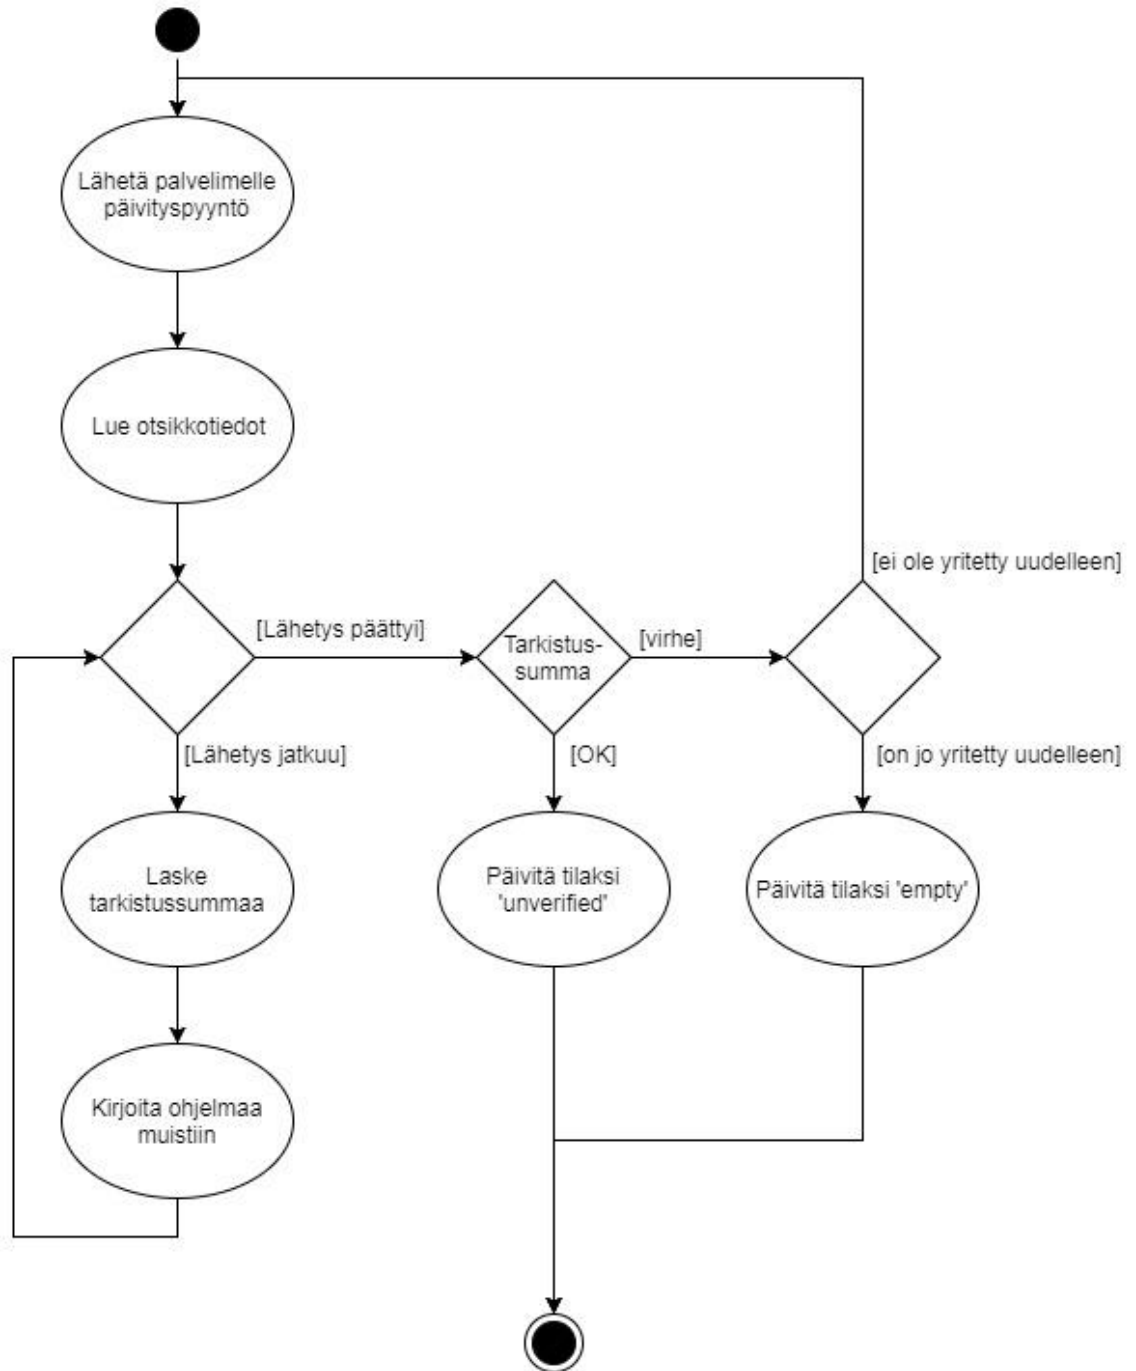 Lähetä palvelimelle
päivityspyyntö
Lue otsikkotiedot
[ei ole yritetty uudelleen]
[Lähetys päättyi]
Tarkistus-
summa
[virhe]
[Lähetys jatkuu]
[OK]
[on jo yritetty uudelleen]
Laske
tarkistussummaa
Päivitä tilaksi
'unverified'
Päivitä tilaksi 'empty'
Kirjoita ohjelmaa
muistiin